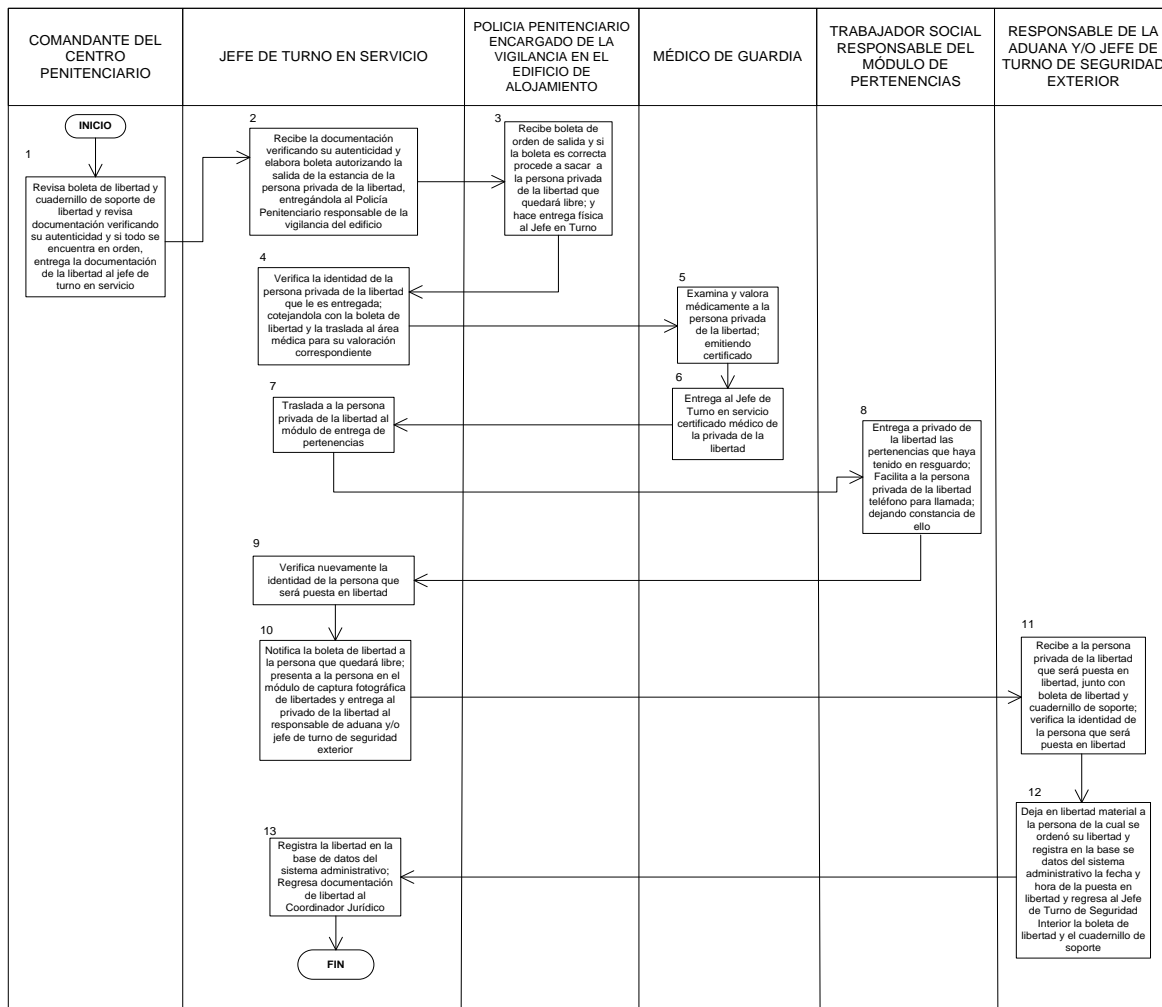 COMANDANTE DEL
CENTRO
PENITENCIARIO
JEFE DE TURNO EN SERVICIO
POLICIA PENITENCIARIO
ENCARGADO DE LA
VIGILANCIA EN EL
EDIFICIO DE
ALOJAMIENTO
MÉDICO DE GUARDIA
TRABAJADOR SOCIAL
RESPONSABLE DEL
MÓDULO DE
PERTENENCIAS
RESPONSABLE DE LA
ADUANA Y/O JEFE DE
TURNO DE SEGURIDAD
EXTERIOR
INICIO
1
Revisa boleta de libertad y
cuadernillo de soporte de
libertad y revisa
documentación verificando
su autenticidad y si todo se
encuentra en orden,
entrega la documentación
de la libertad al jefe de
turno en servicio
2
Recibe la documentación
verificando su autenticidad y
elabora boleta autorizando la
salida de la estancia de la
persona privada de la libertad,
entregándola al Policía
Penitenciario responsable de la
vigilancia del edificio
3
Recibe boleta de
orden de salida y si
la boleta es correcta
procede a sacar a
la persona privada
de la libertad que
quedará libre; y
hace entrega física
al Jefe en Turno
4
Verifica la identidad de la
persona privada de la libertad
que le es entregada;
cotejandola con la boleta de
libertad y la traslada al área
médica para su valoración
correspondiente
5
Examina y valora
médicamente a la
persona privada
de la libertad;
emitiendo
certificado
6
Entrega al Jefe de
Turno en servicio
certificado médico de
la privada de la
libertad
7
Traslada a la persona
privada de la libertad al
módulo de entrega de
pertenencias
8
Entrega a privado de
la libertad las
pertenencias que haya
tenido en resguardo;
Facilita a la persona
privada de la libertad
teléfono para llamada;
dejando constancia de
ello
9
Verifica nuevamente la
identidad de la persona que
será puesta en libertad
10
Notifica la boleta de libertad a
la persona que quedará libre;
presenta a la persona en el
módulo de captura fotográfica
de libertades y entrega al
privado de la libertad al
responsable de aduana y/o
jefe de turno de seguridad
exterior
11
Recibe a la persona
privada de la libertad
que será puesta en
libertad, junto con
boleta de libertad y
cuadernillo de soporte;
verifica la identidad de
la persona que será
puesta en libertad
12
Deja en libertad material a
la persona de la cual se
ordenó su libertad y
registra en la base se
datos del sistema
administrativo la fecha y
hora de la puesta en
libertad y regresa al Jefe
de Turno de Seguridad
Interior la boleta de
libertad y el cuadernillo de
soporte
13
Registra la libertad en la
base de datos del
sistema administrativo;
Regresa documentación
de libertad al
Coordinador Jurídico
FIN